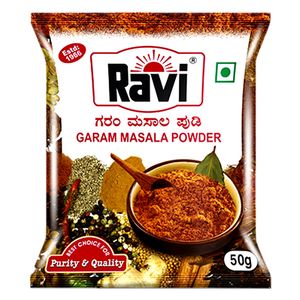 Estd:
1986
Ravi®
ಗರಂ ಮಸಾಲ ಪುಡಿ
GARAM MASALA POWDER
BEST CHOICE FOR
Purity & Quality
50g